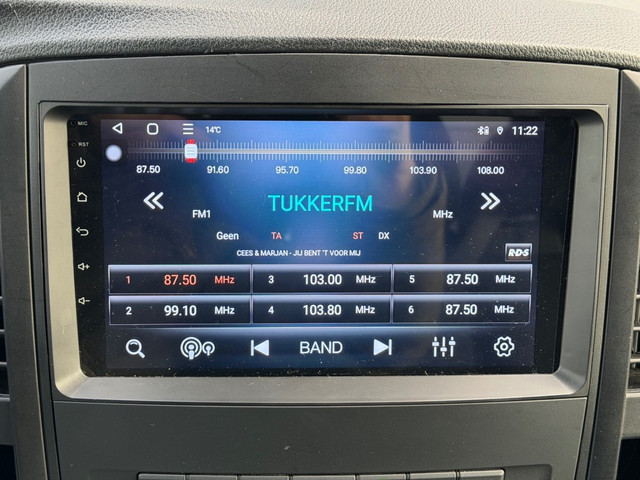 MIC
14°C 11:22
RST
87.50 91.60 95.70 99.80 103.90 108.00
TUKKERFM
FM1 MHz
Geen TA ST DX
CEES & MARJAN - JIJ BENT 'T VOOR MIJ
RDS
1 87.50 MHz 3 103.00 MHz 5 87.50 MHz
2 99.10 MHz 4 103.80 MHz 6 87.50 MHz
BAND